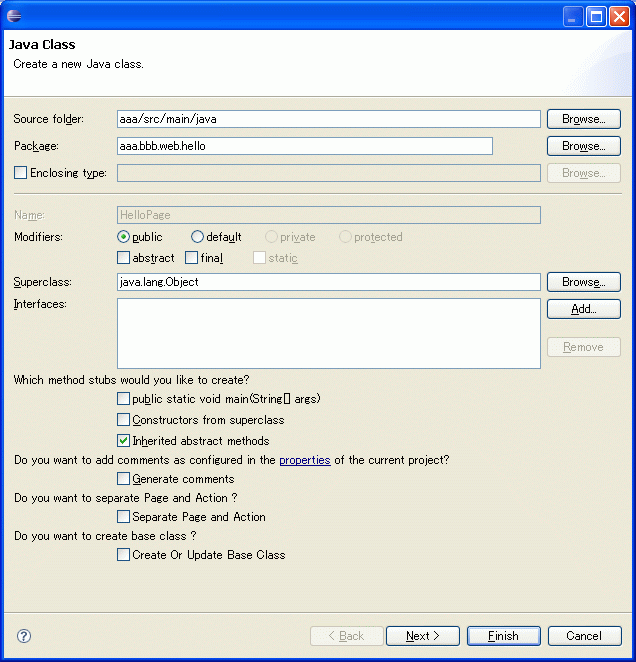 Java Class
Create a new Java class.
Source folder: aaa/src/main/java Browse...
Package: aaa.bbb.web.hello Browse...
Enclosing type: Browse...
Name: HelloPage
Modifiers: public default private protected
abstract final static
Superclass: java.lang.Object Browse...
Interfaces: Add...
Remove
Which method stubs would you like to create?
public static void main(String[] args)
Constructors from superclass
Inherited abstract methods
Do you want to add comments as configured in the properties of the current project?
Generate comments
Do you want to separate Page and Action ?
Separate Page and Action
Do you want to create base class ?
Create Or Update Base Class
? < Back Next > Finish Cancel